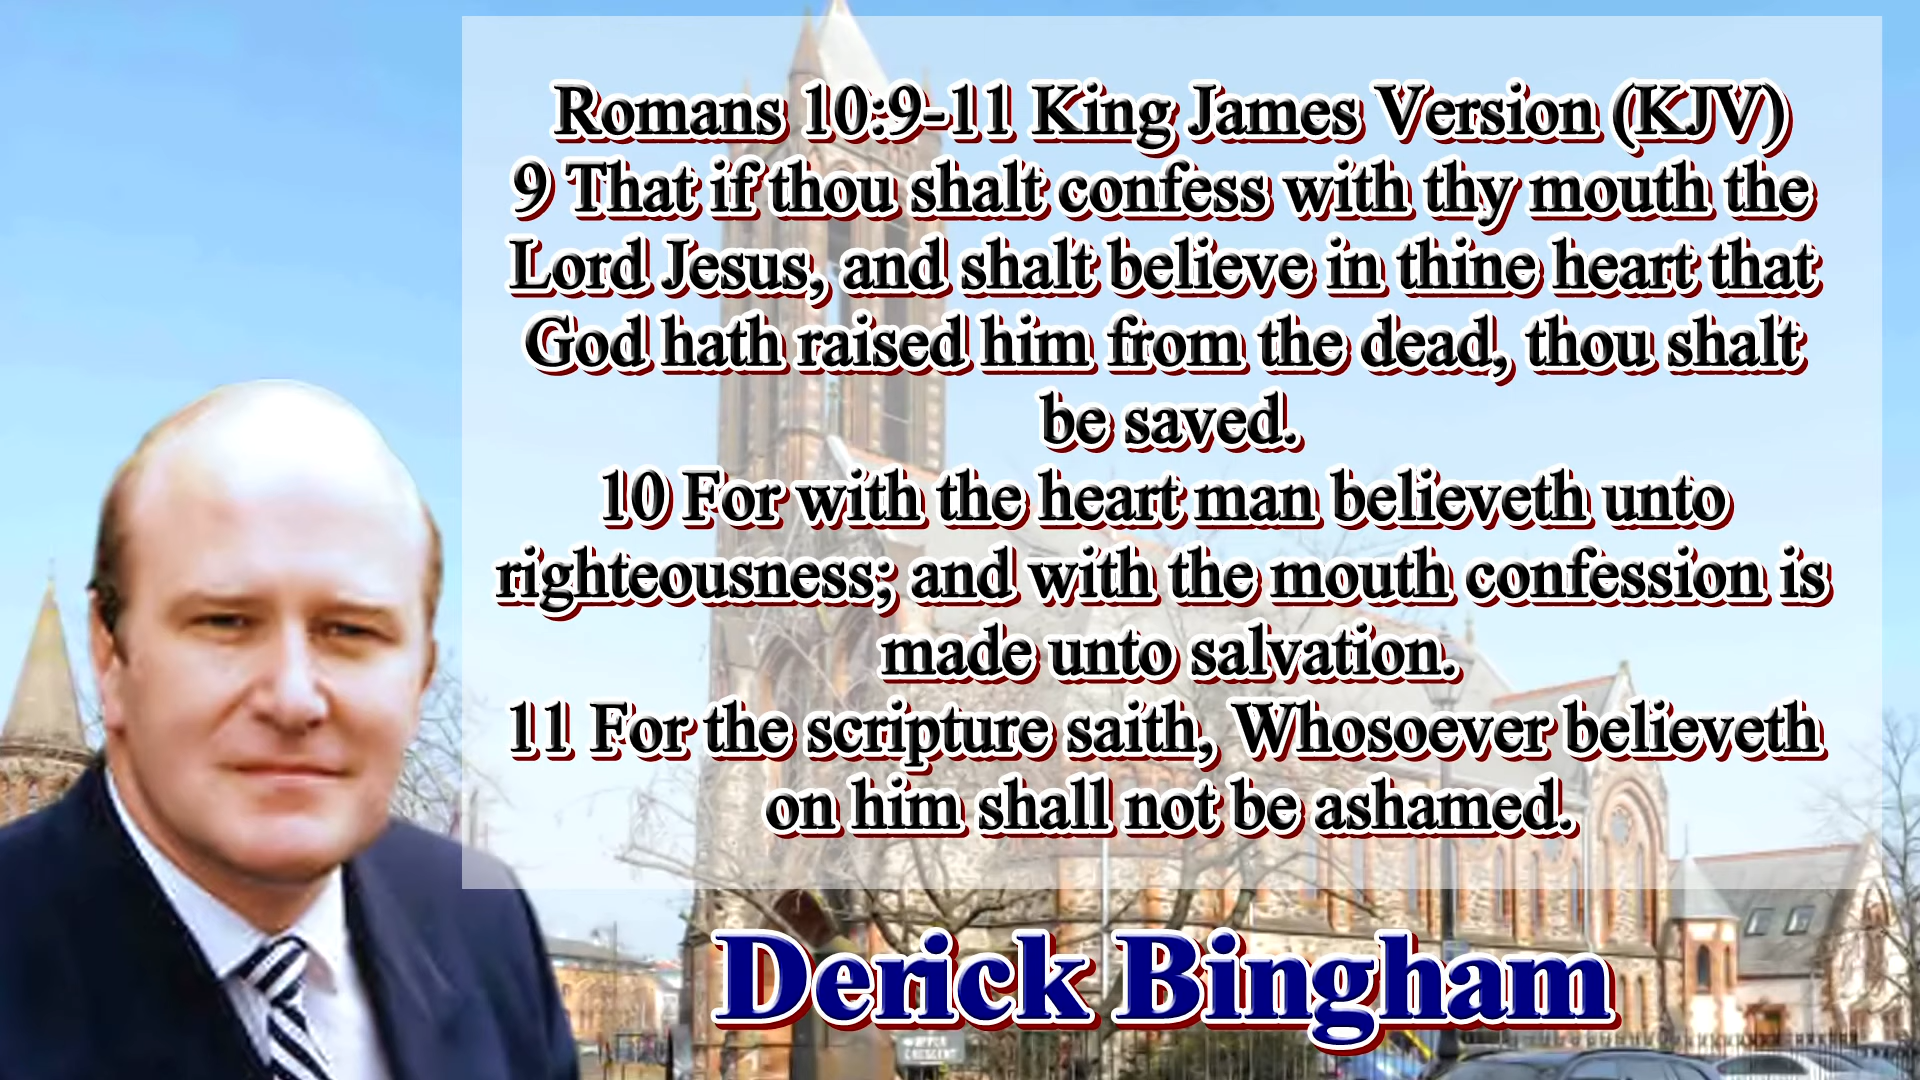 Romans 10:9-11 King James Version (KJV)
9 That if thou shalt confess with thy mouth the
Lord Jesus, and shalt believe in thine heart that
God hath raised him from the dead, thou shalt
be saved.
10 For with the heart man believeth unto
righteousness; and with the mouth confession is
made unto salvation.
11 For the scripture saith, Whosoever believeth
on him shall not be ashamed.
Derick Bingham
UPPER
CRESCENT